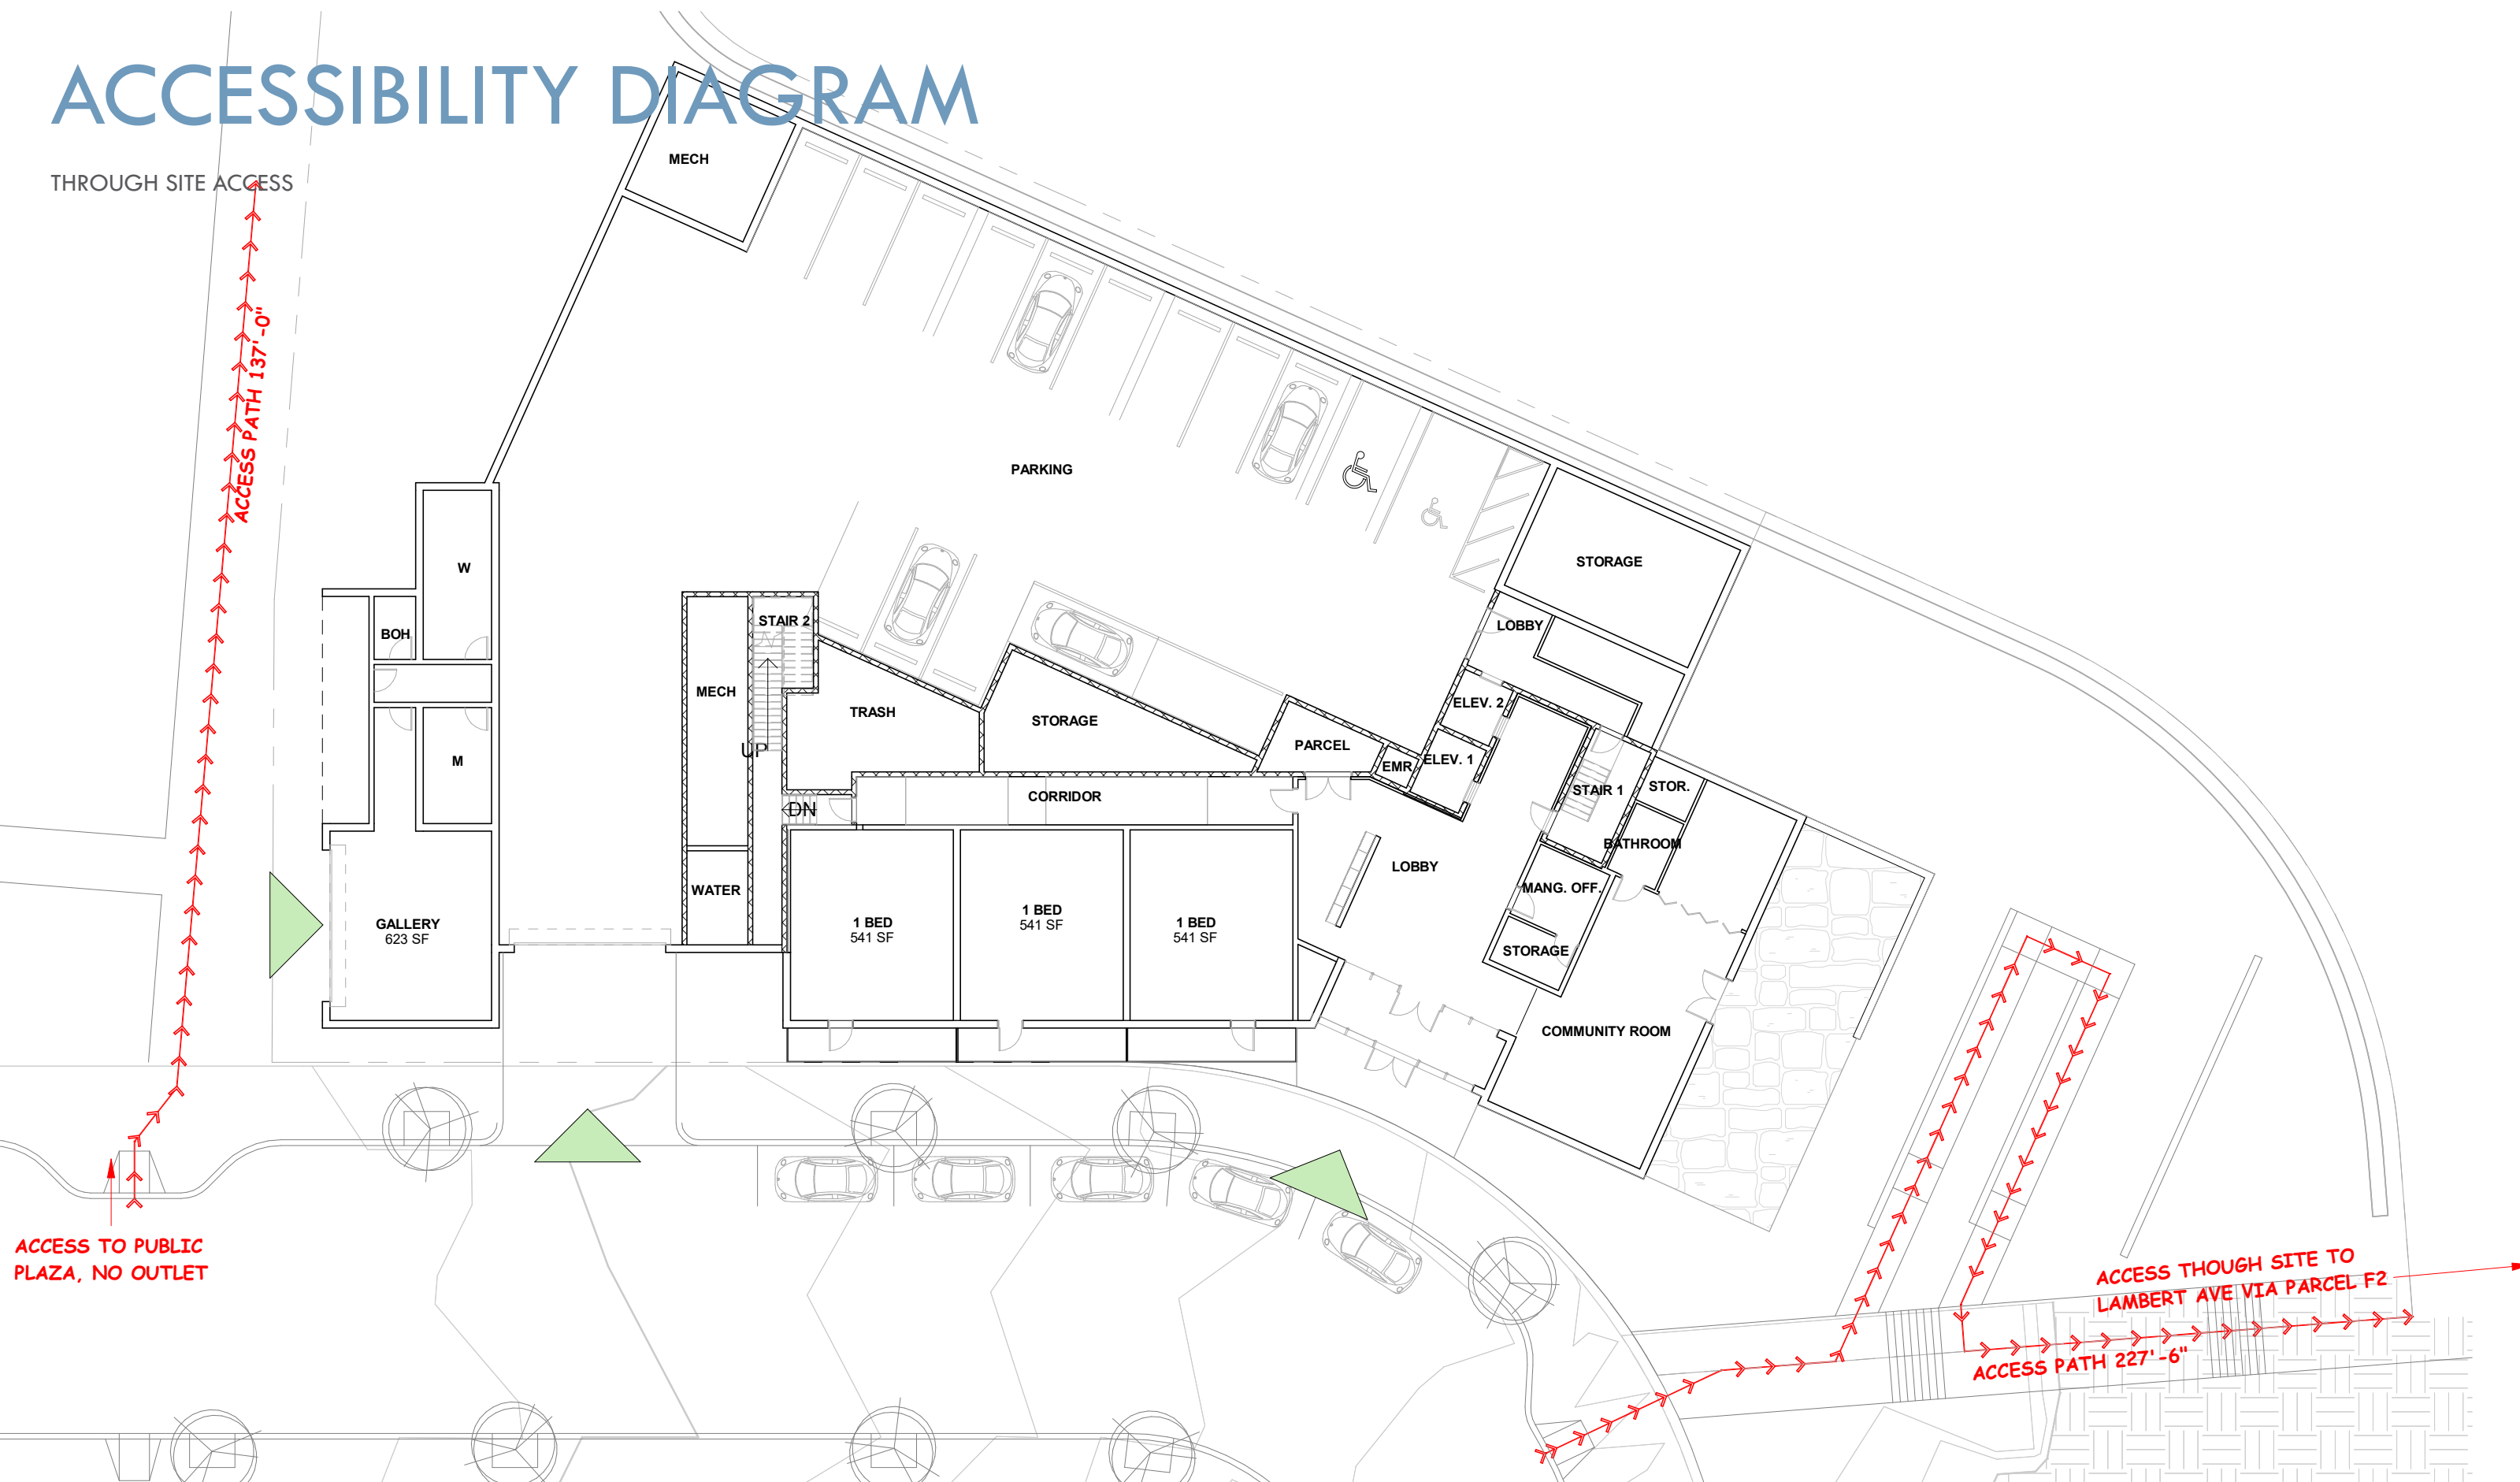 ACCESSIBILITY DIAGRAM
THROUGH SITE ACCESS
MECH
ACCESS PATH 137'-0"
PARKING
W
STORAGE
BOH
STAIR 2
LOBBY
MECH
UP
TRASH
STORAGE
ELEV. 2
PARCEL
ELEV. 1
EMR
M
CORRIDOR
DN
STAIR 1
STOR.
BATHROOM
LOBBY
MANG. OFF.
WATER
GALLERY
623 SF
1 BED
541 SF
1 BED
541 SF
1 BED
541 SF
STORAGE
COMMUNITY ROOM
ACCESS TO PUBLIC
PLAZA, NO OUTLET
ACCESS THOUGH SITE TO
LAMBERT AVE VIA PARCEL F2
ACCESS PATH 227'-6"